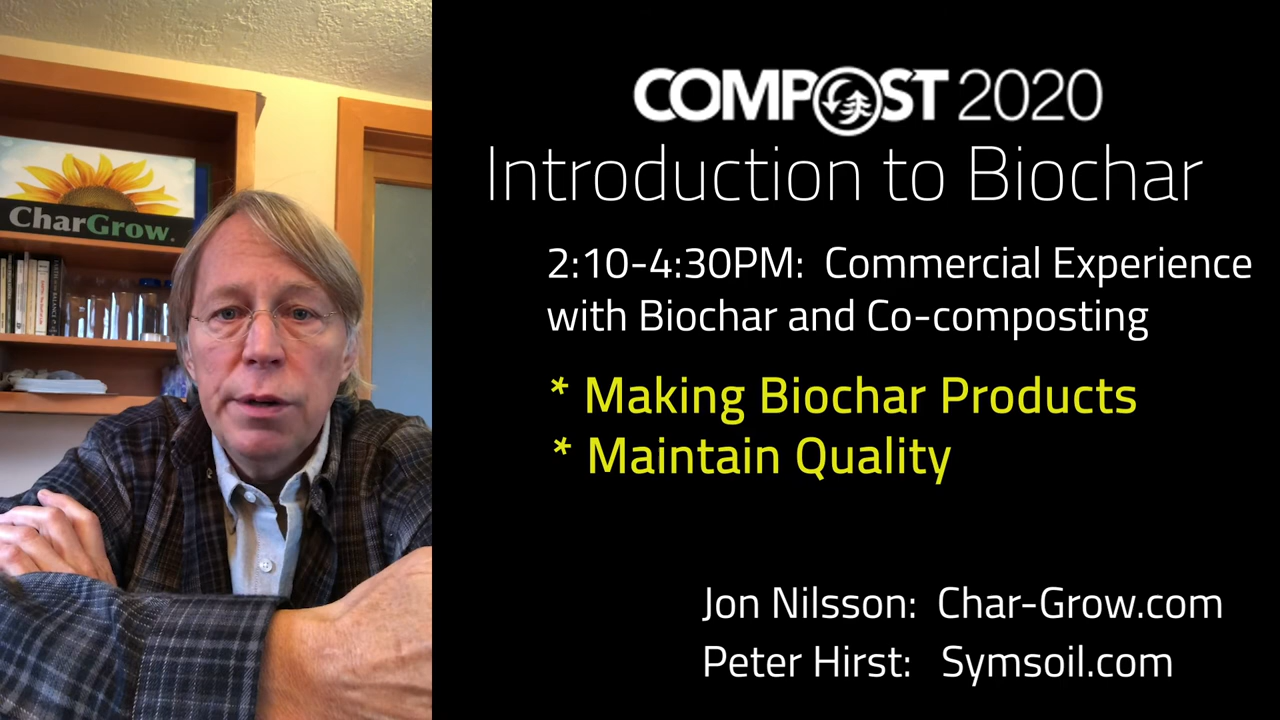 CharGrow.
COMPOST 2020
Introduction to Biochar
2:10-4:30PM: Commercial Experience
with Biochar and Co-composting
* Making Biochar Products
* Maintain Quality
Jon Nilsson: Char-Grow.com
Peter Hirst: Symsoil.com